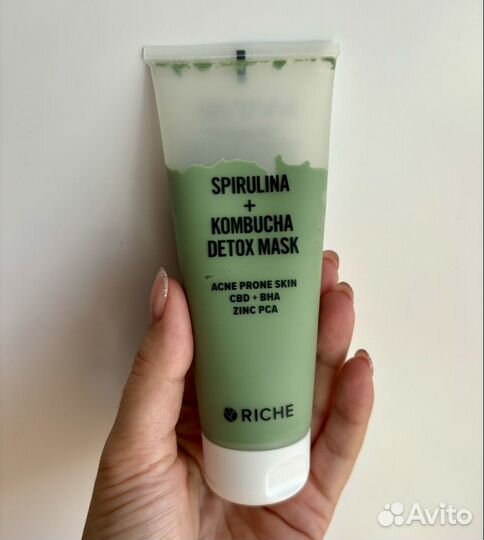 SPIRULINA
+
KOMBUCHA
DETOX MASK
ACNE PRONE SKIN
CBD + BHA
ZINC PCA
RICHE
Avito